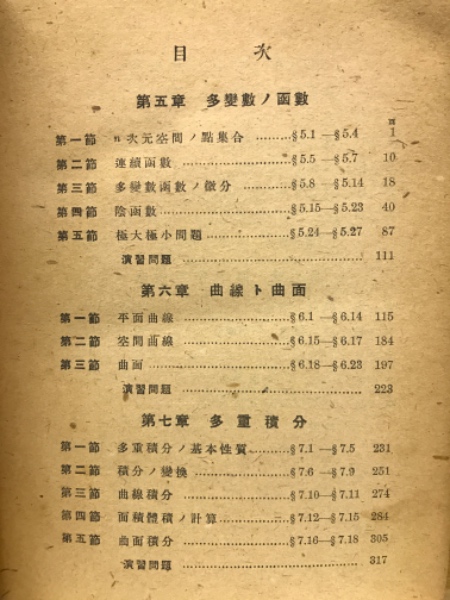 目次
第五章 多變數ノ函數
頁
第一節 n次元空間ノ點集合 ………§5.1 —§5.4 1
第二節 連續函數 ……………………§5.5 —§5.7 10
第三節 多變數函數ノ微分 …………§5.8 —§5.14 18
第四節 陰函數 ………………………§5.15—§5.23 40
第五節 極大極小問題 ………………§5.24—§5.27 87
演習問題 ……………………………… 111
第六章 曲線ト曲面
第一節 平面曲線 ……………………§6.1 —§6.14 115
第二節 空間曲線 ……………………§6.15—§6.17 184
第三節 曲面 …………………………§6.18—§6.23 197
演習問題 ……………………………… 223
第七章 多重積分
第一節 多重積分ノ基本性質 ………§7.1 —§7.5 231
第二節 積分ノ變換 …………………§7.6 —§7.9 251
第三節 曲線積分 ……………………§7.10—§7.11 274
第四節 面積體積ノ計算 ……………§7.12—§7.15 284
第五節 曲面積分 ……………………§7.16—§7.18 305
演習問題 ……………………………… 317